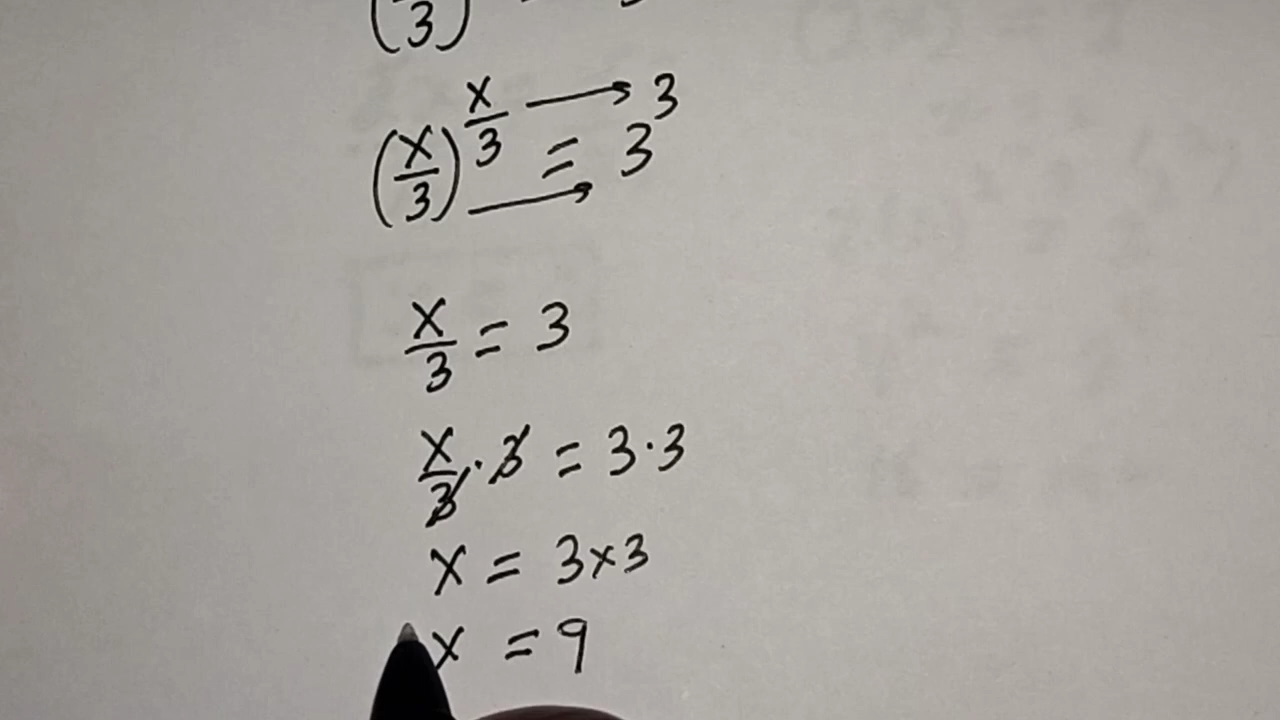 (x/3)^(x/3) = 3^3
x/3 = 3
x/3 · 3 = 3·3
x = 3×3
x = 9